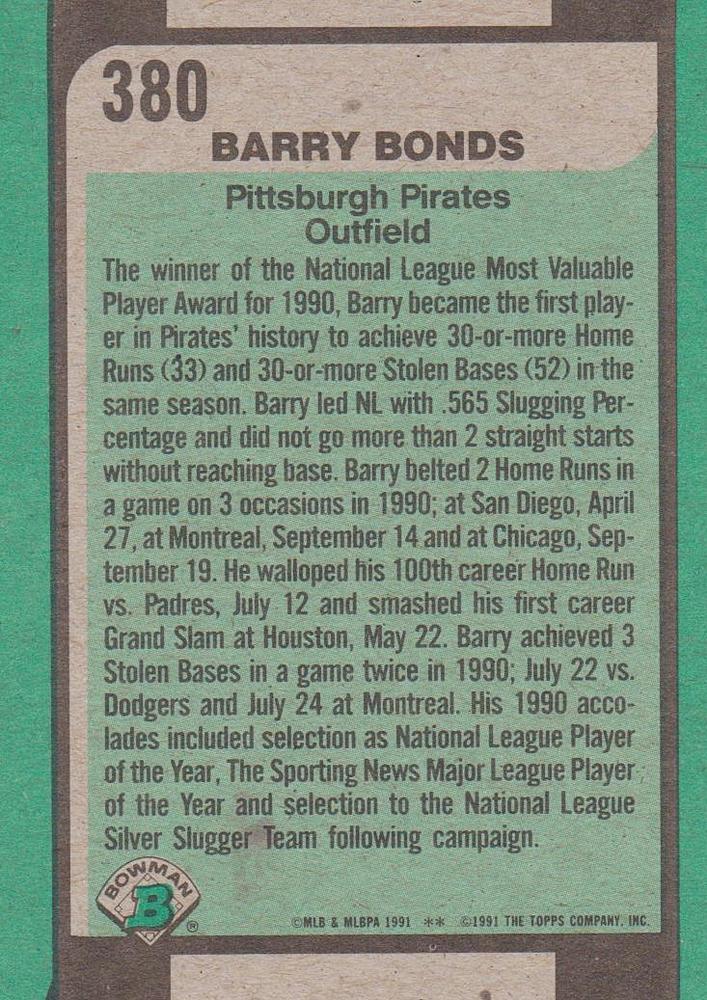 380
BARRY BONDS
Pittsburgh Pirates
Outfield
The winner of the National League Most Valuable
Player Award for 1990, Barry became the first play-
er in Pirates' history to achieve 30-or-more Home
Runs (33) and 30-or-more Stolen Bases (52) in the
same season. Barry led NL with .565 Slugging Per-
centage and did not go more than 2 straight starts
without reaching base. Barry belted 2 Home Runs in
a game on 3 occasions in 1990; at San Diego, April
27, at Montreal, September 14 and at Chicago, Sep-
tember 19. He walloped his 100th career Home Run
vs. Padres, July 12 and smashed his first career
Grand Slam at Houston, May 22. Barry achieved 3
Stolen Bases in a game twice in 1990; July 22 vs.
Dodgers and July 24 at Montreal. His 1990 acco-
lades included selection as National League Player
of the Year, The Sporting News Major League Player
of the Year and selection to the National League
Silver Slugger Team following campaign.
BOWMAN
B ®
©MLB & MLBPA 1991 ** ©1991 THE TOPPS COMPANY, INC.